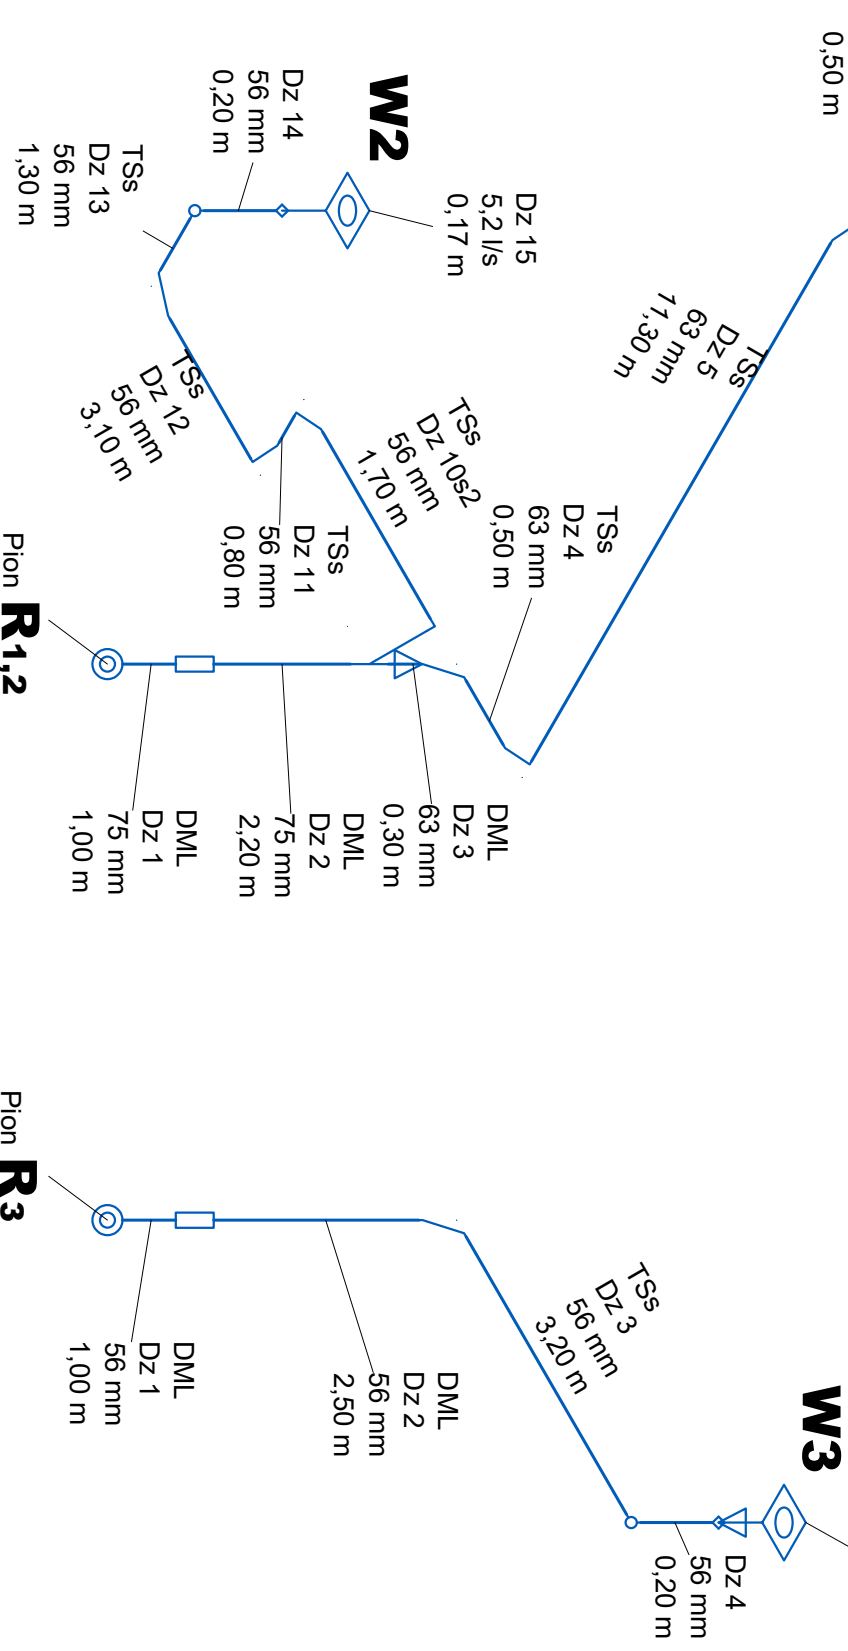 0,50 m
W2
Dz 14
56 mm
0,20 m
Dz 15
5,2 l/s
0,17 m
TSs
Dz 13
56 mm
1,30 m
TSs
Dz 5
63 mm
11,30 m
TSs
Dz 12
56 mm
3,10 m
TSs
Dz 10s2
56 mm
1,70 m
TSs
Dz 4
63 mm
0,50 m
TSs
Dz 11
56 mm
0,80 m
Pion R1,2
DML
Dz 1
75 mm
1,00 m
DML
Dz 2
75 mm
2,20 m
DML
Dz 3
63 mm
0,30 m
Pion R3
DML
Dz 1
56 mm
1,00 m
DML
Dz 2
56 mm
2,50 m
TSs
Dz 3
56 mm
3,20 m
W3
Dz 4
56 mm
0,20 m